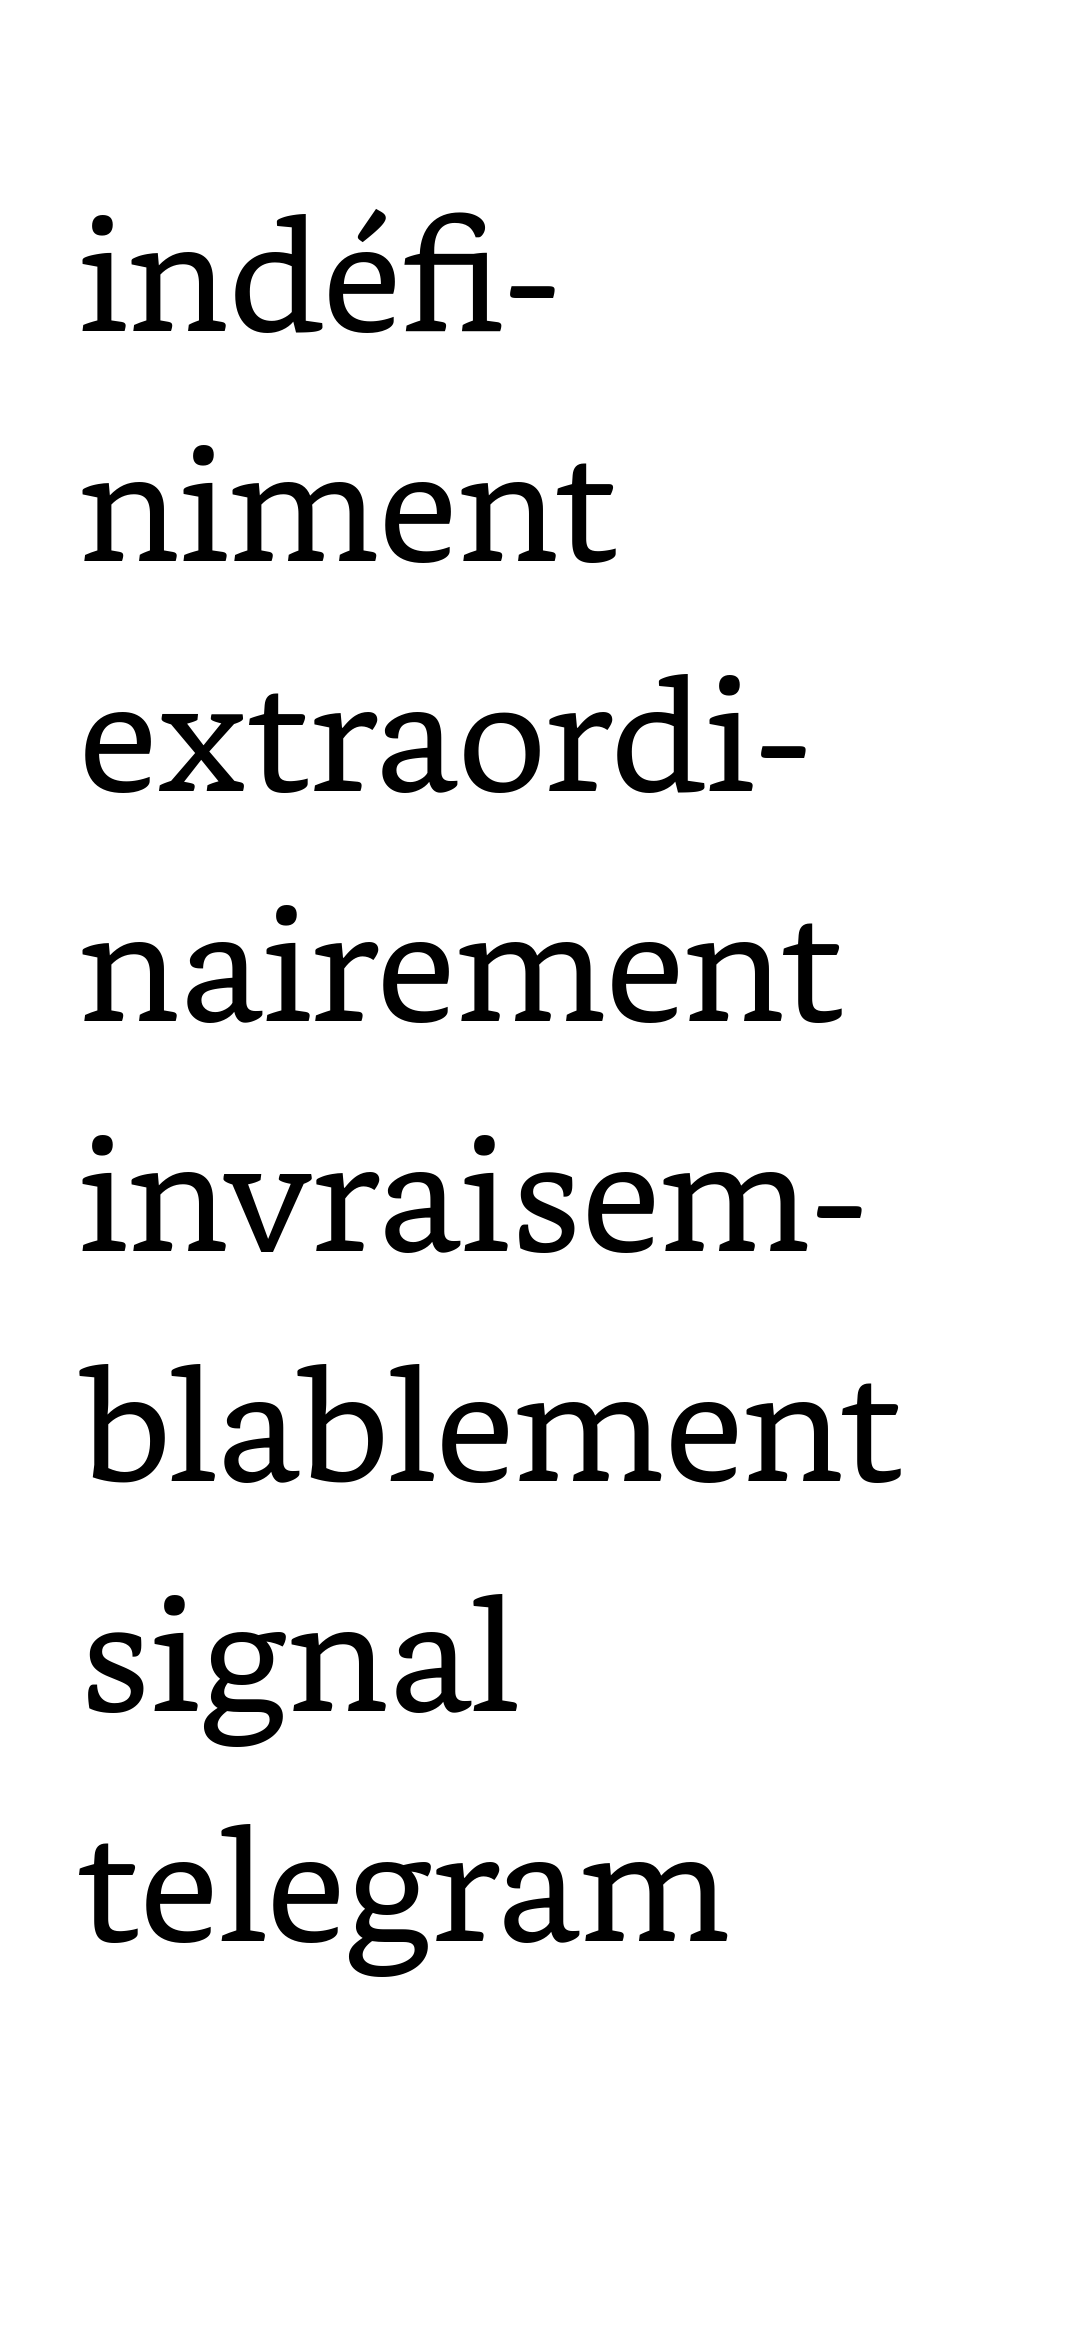 indéfi-
niment
extraordi-
nairement
invraisem-
blablement
signal
telegram